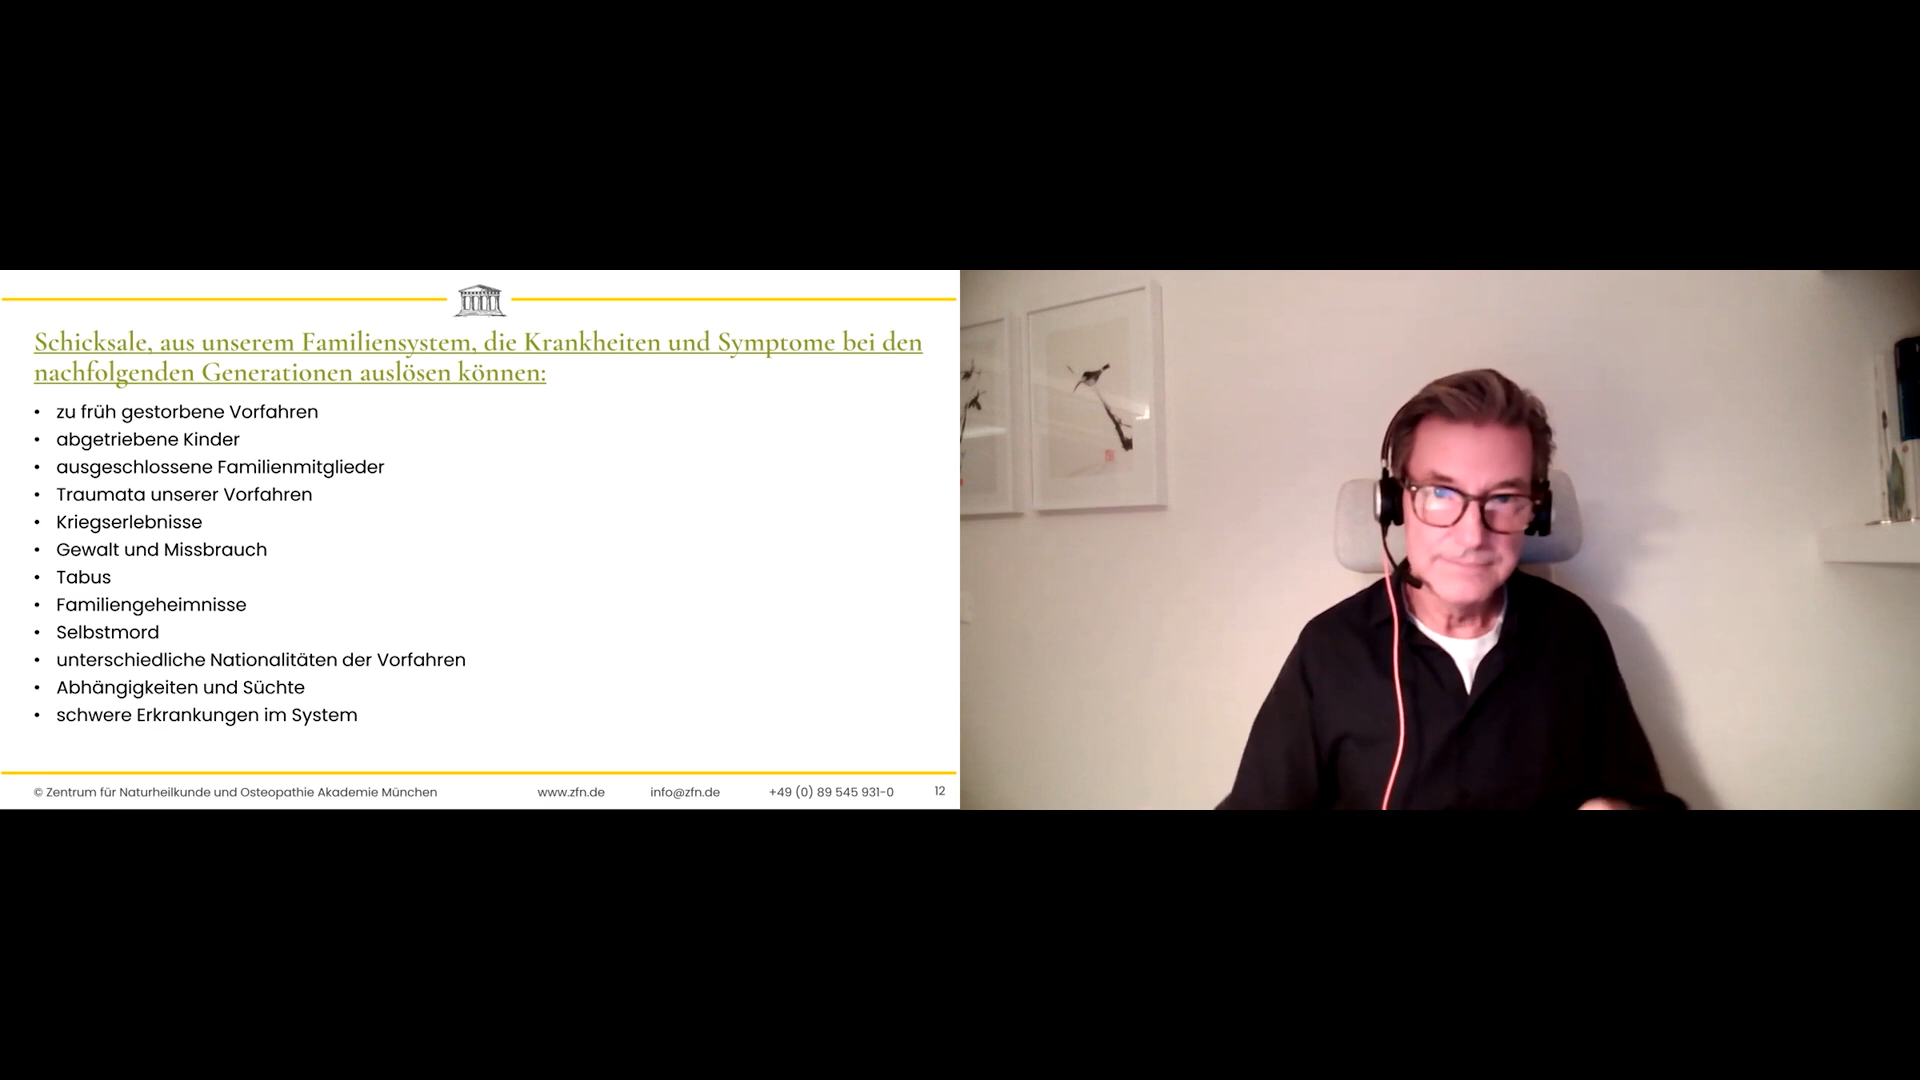 Schicksale, aus unserem Familiensystem, die Krankheiten und Symptome bei den
nachfolgenden Generationen auslösen können:
• zu früh gestorbene Vorfahren
• abgetriebene Kinder
• ausgeschlossene Familienmitglieder
• Traumata unserer Vorfahren
• Kriegserlebnisse
• Gewalt und Missbrauch
• Tabus
• Familiengeheimnisse
• Selbstmord
• unterschiedliche Nationalitäten der Vorfahren
• Abhängigkeiten und Süchte
• schwere Erkrankungen im System
© Zentrum für Naturheilkunde und Osteopathie Akademie München www.zfn.de info@zfn.de +49 (0) 89 545 931-0 12